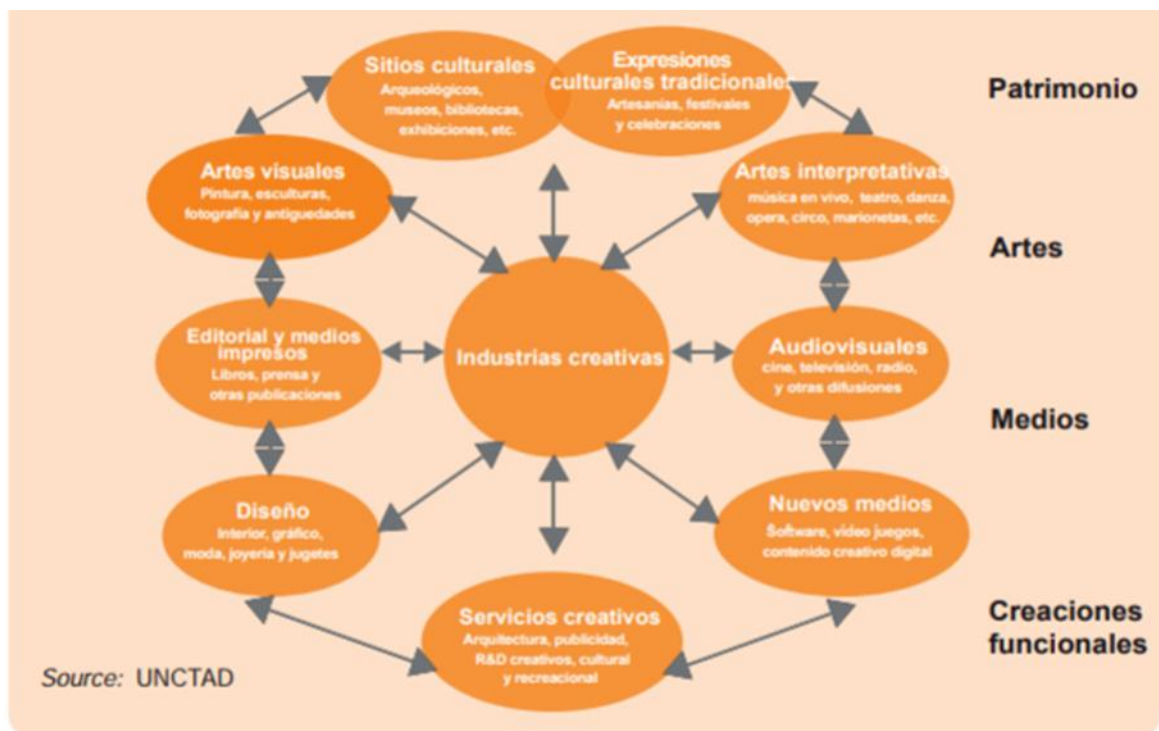 Sitios culturales
Arqueológicos,
museos, bibliotecas,
exhibiciones, etc.
Expresiones
culturales tradicionales
Artesanías, festivales
y celebraciones
Patrimonio
Artes visuales
Pintura, esculturas,
fotografía y antiguedades
Artes interpretativas
música en vivo, teatro, danza,
opera, circo, marionetas, etc.
Artes
Editorial y medios
impresos
Libros, prensa y
otras publicaciones
Industrias creativas
Audiovisuales
cine, televisión, radio,
y otras difusiones
Medios
Diseño
Interior, gráfico,
moda, joyería y jugetes
Nuevos medios
Software, video juegos,
contenido creativo digital
Servicios creativos
Arquitectura, publicidad,
R&D creativos, cultural
y recreacional
Creaciones
funcionales
Source: UNCTAD